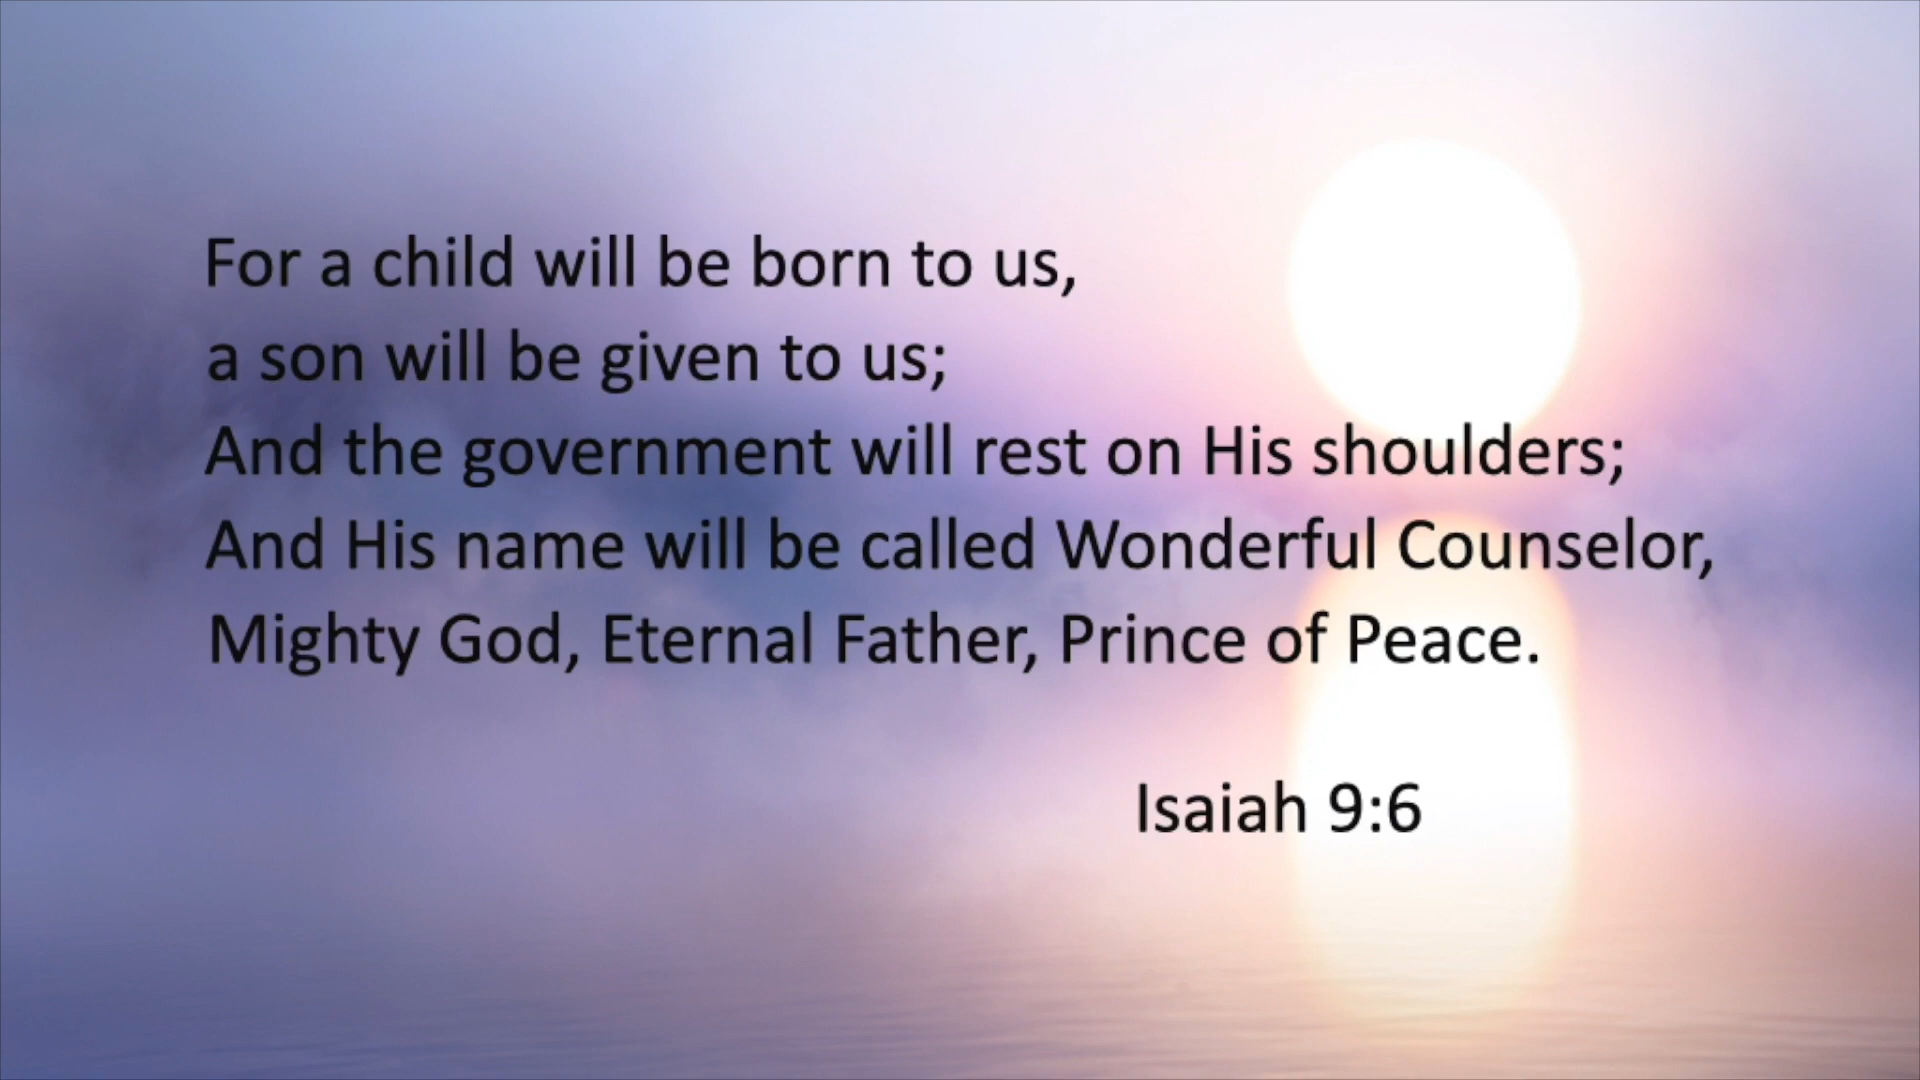 For a child will be born to us,
a son will be given to us;
And the government will rest on His shoulders;
And His name will be called Wonderful Counselor,
Mighty God, Eternal Father, Prince of Peace.
Isaiah 9:6